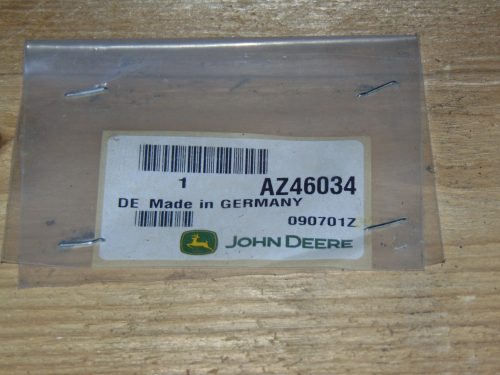 1 AZ46034
DE Made in GERMANY
090701Z
JOHN DEERE